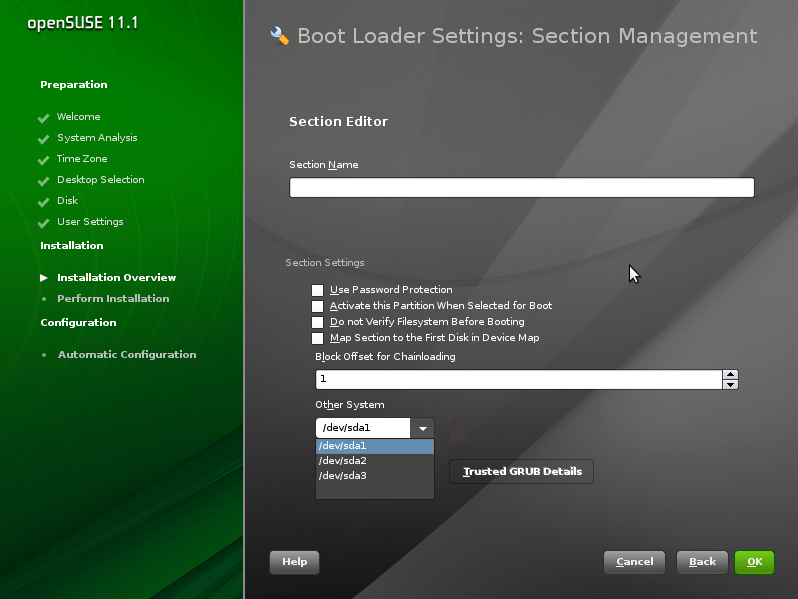 openSUSE 11.1
Preparation
Welcome
System Analysis
Time Zone
Desktop Selection
Disk
User Settings
Installation
Installation Overview
Perform Installation
Configuration
Automatic Configuration
Boot Loader Settings: Section Management
Section Editor
Section Name
Section Settings
Use Password Protection
Activate this Partition When Selected for Boot
Do not Verify Filesystem Before Booting
Map Section to the First Disk in Device Map
Block Offset for Chainloading
1
Other System
/dev/sda1
/dev/sda1
/dev/sda2
/dev/sda3
Trusted GRUB Details
Help Cancel Back OK